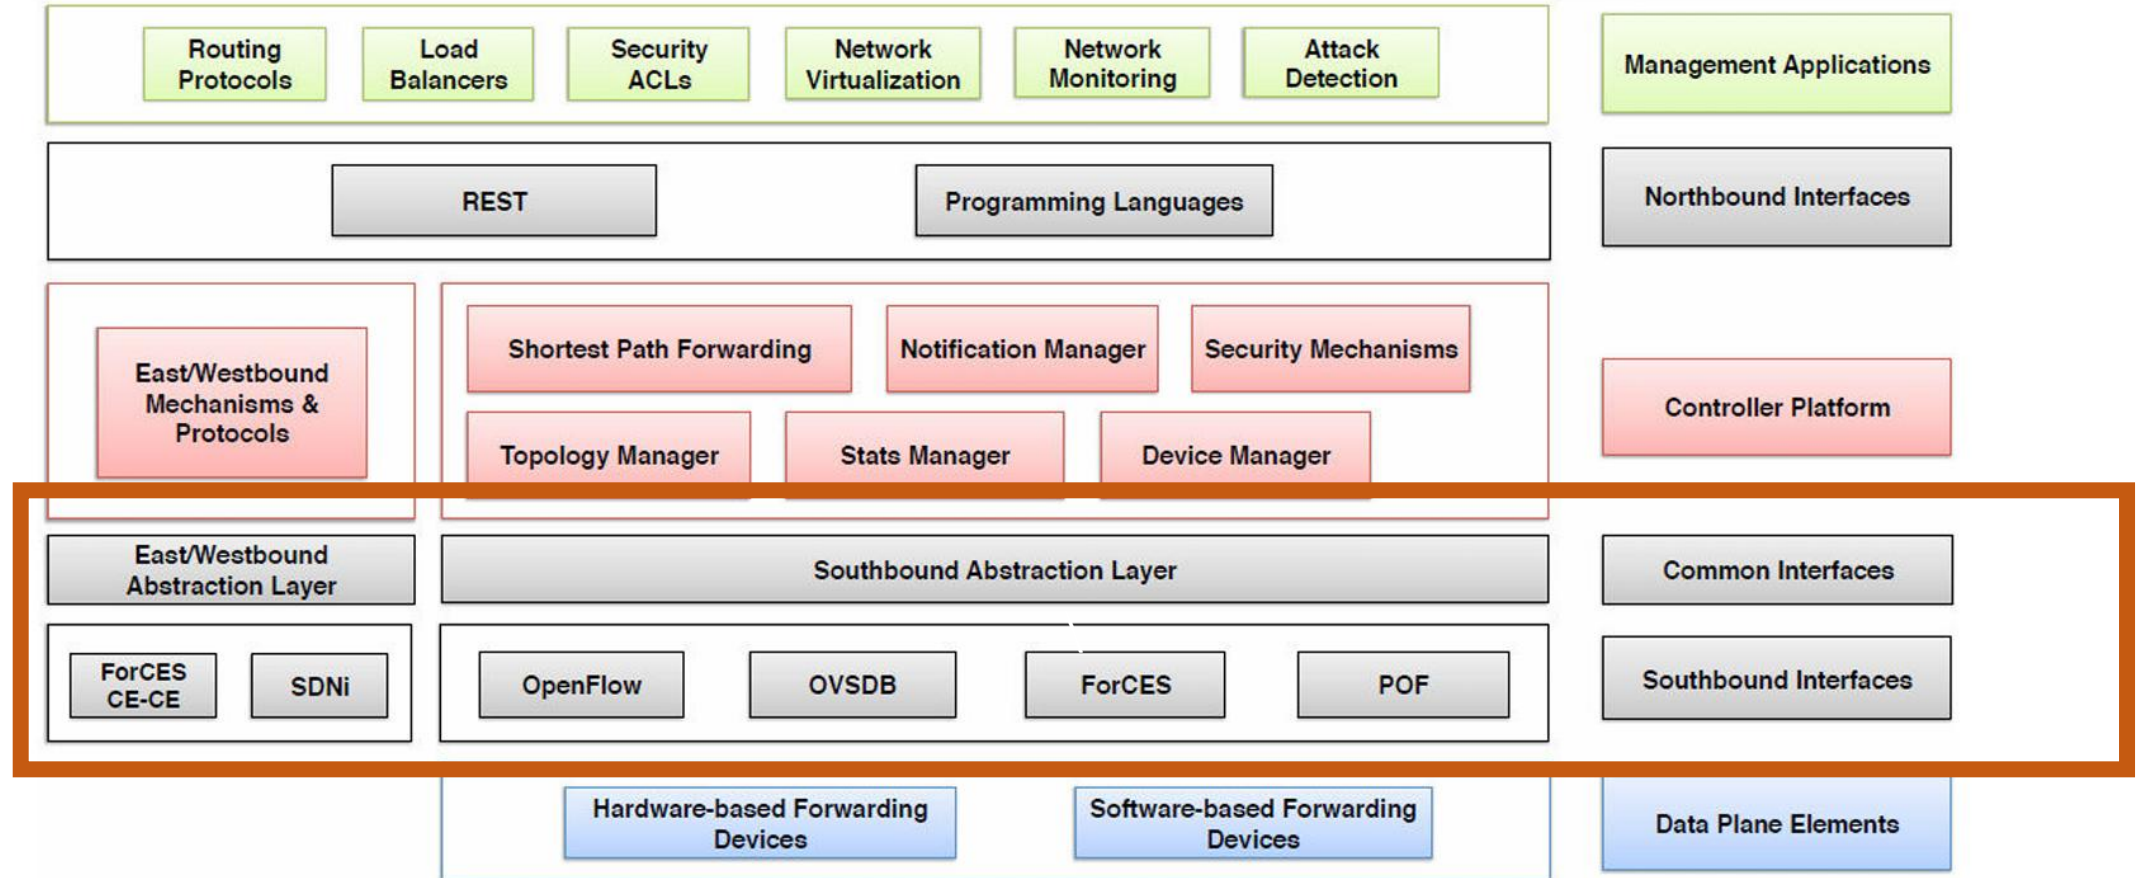 Routing
Protocols
Load
Balancers
Security
ACLs
Network
Virtualization
Network
Monitoring
Attack
Detection
Management Applications
REST
Programming Languages
Northbound Interfaces
East/Westbound
Mechanisms &
Protocols
Shortest Path Forwarding
Notification Manager
Security Mechanisms
Topology Manager
Stats Manager
Device Manager
Controller Platform
East/Westbound
Abstraction Layer
Southbound Abstraction Layer
Common Interfaces
ForCES
CE-CE
SDNi
OpenFlow
OVSDB
ForCES
POF
Southbound Interfaces
Hardware-based Forwarding
Devices
Software-based Forwarding
Devices
Data Plane Elements